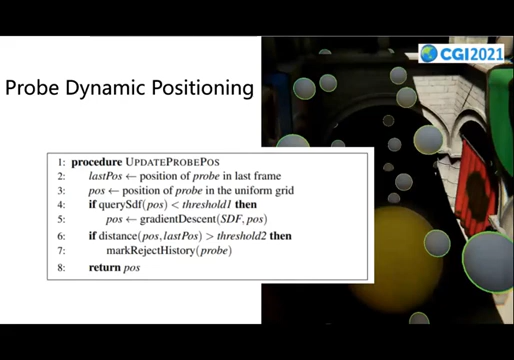 CGI2021
Probe Dynamic Positioning
1: procedure UPDATEPROBEPOS
2: lastPos ← position of probe in last frame
3: pos ← position of probe in the uniform grid
4: if querySdf(pos) < threshold1 then
5: pos ← gradientDescent(SDF, pos)
6: if distance(pos, lastPos) > threshold2 then
7: markRejectHistory(probe)
8: return pos